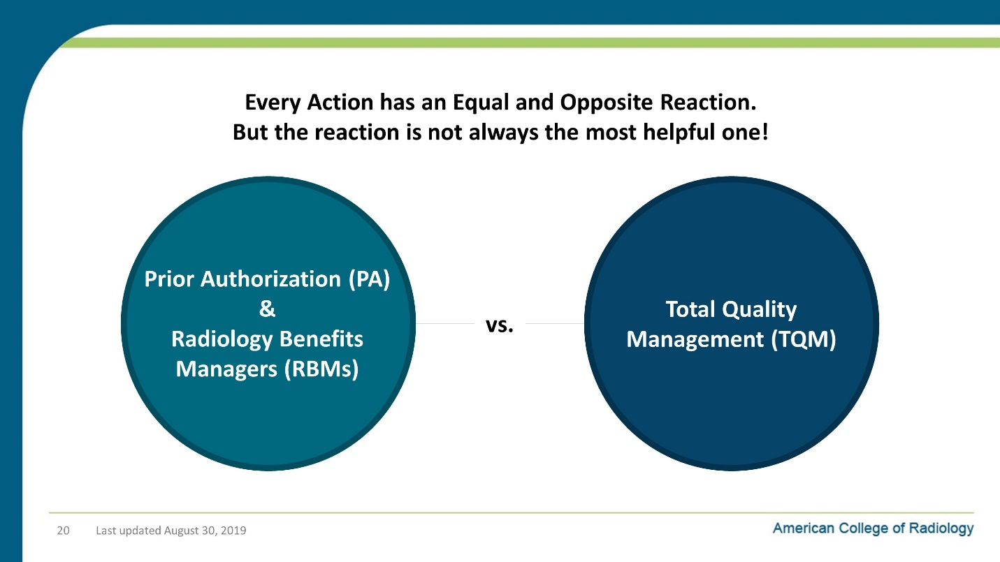 Every Action has an Equal and Opposite Reaction.
But the reaction is not always the most helpful one!
Prior Authorization (PA)
&
Radiology Benefits
Managers (RBMs)
vs.
Total Quality
Management (TQM)
20 Last updated August 30, 2019
American College of Radiology